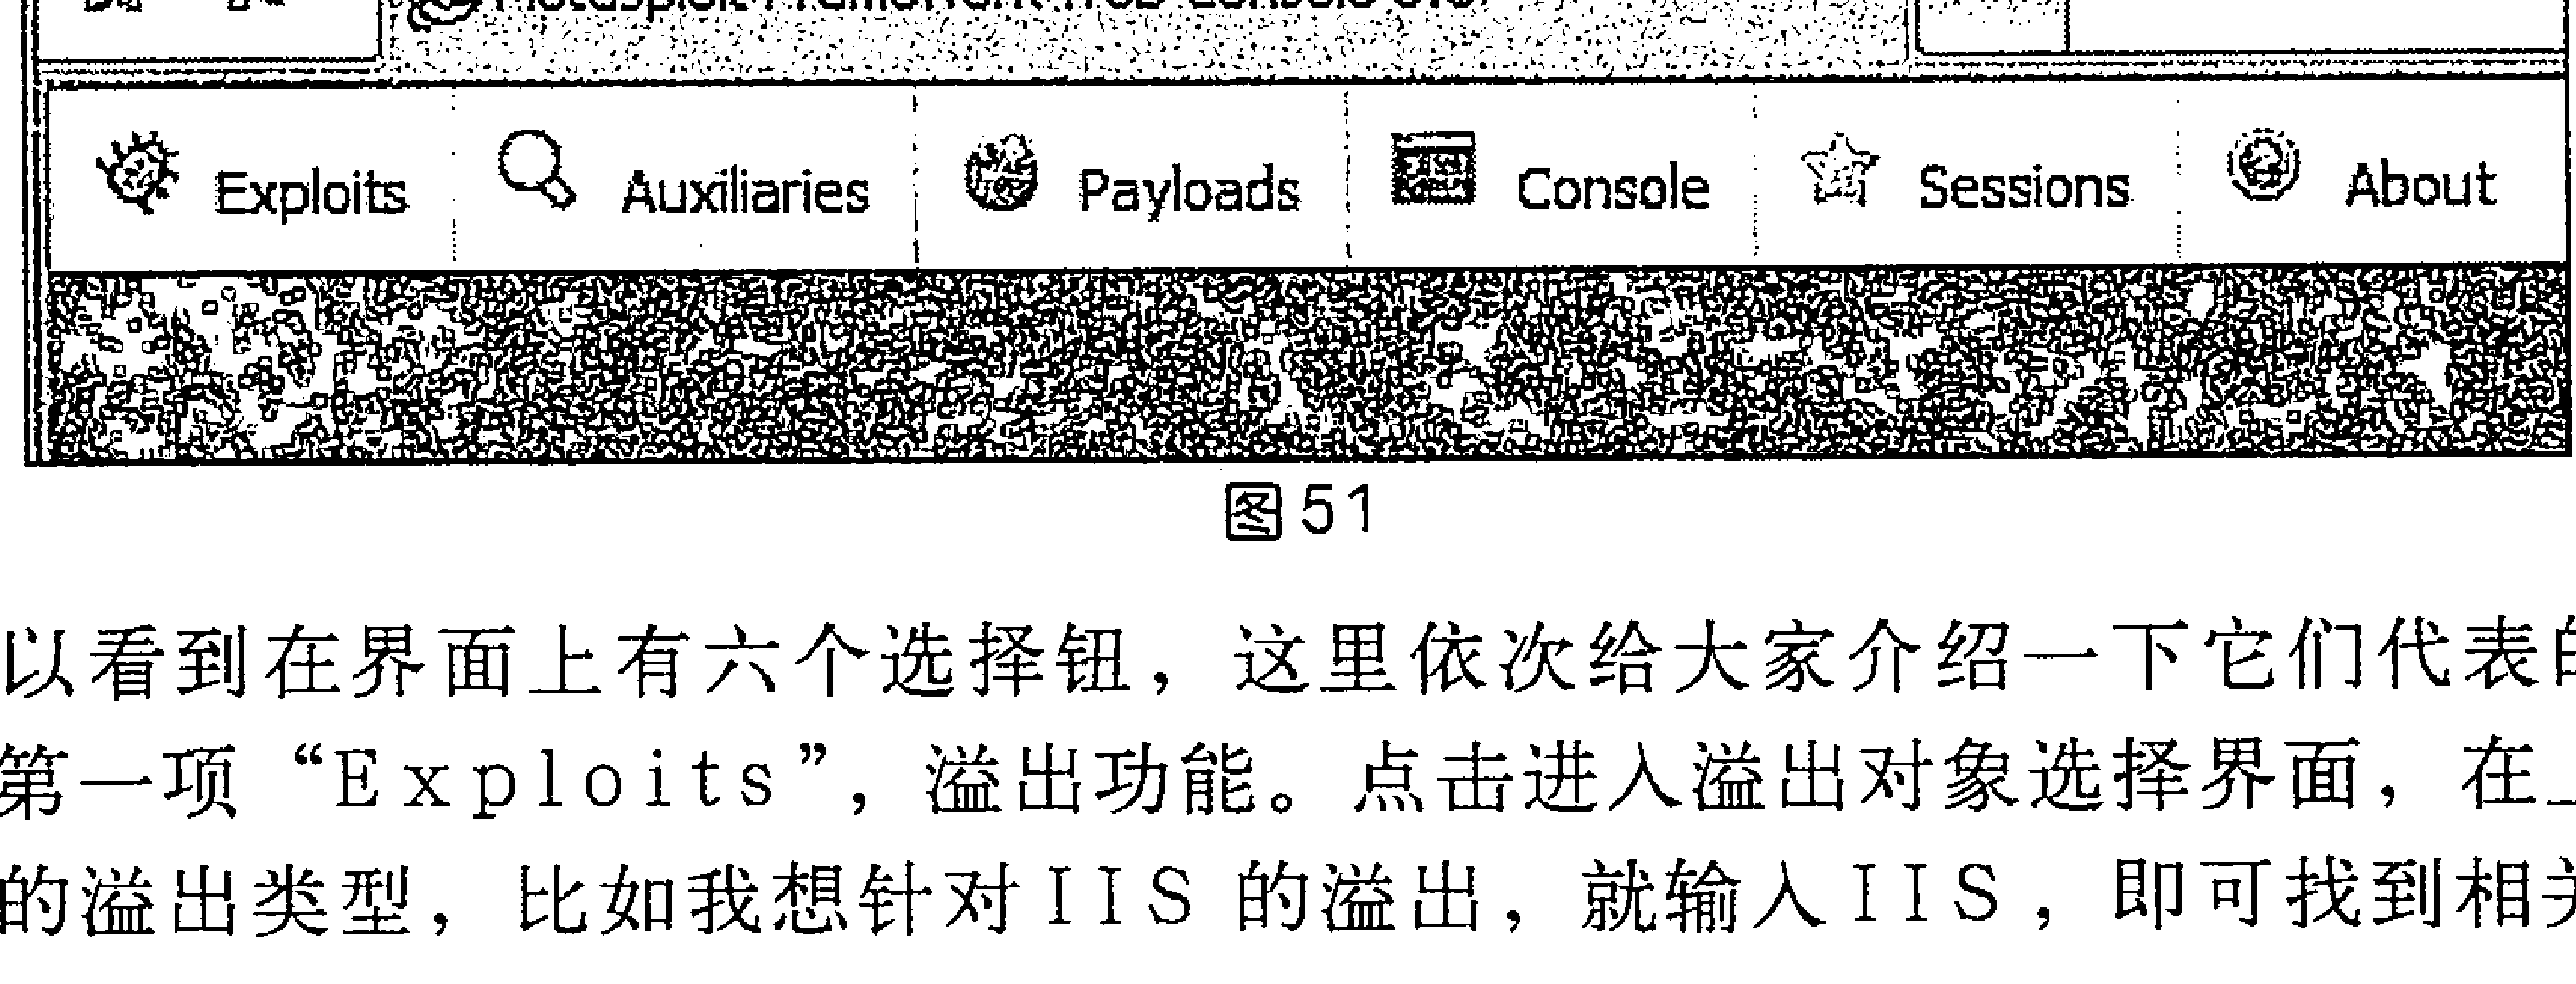 Exploits Auxiliaries Payloads Console Sessions About
图51
以看到在界面上有六个选择钮，这里依次给大家介绍一下它们代表的
第一项“Exploits”，溢出功能。点击进入溢出对象选择界面，在
的溢出类型，比如我想针对IIS 的溢出，就输入IIS，即可找到相